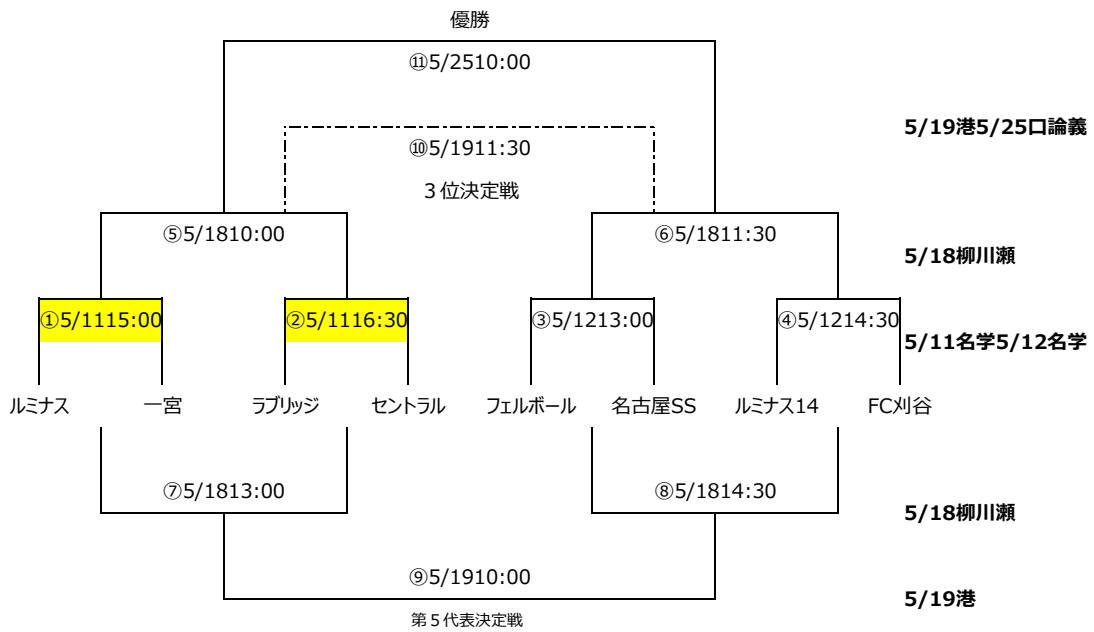 優勝
⑪5/2510:00
5/19港5/25口論義
⑩5/1911:30
３位決定戦
⑤5/1810:00
⑥5/1811:30
5/18柳川瀬
①5/1115:00
②5/1116:30
③5/1213:00
④5/1214:30
5/11名学5/12名学
ルミナス
一宮
ラブリッジ
セントラル
フェルボール
名古屋SS
ルミナス14
FC刈谷
⑦5/1813:00
⑧5/1814:30
5/18柳川瀬
⑨5/1910:00
5/19港
第５代表決定戦